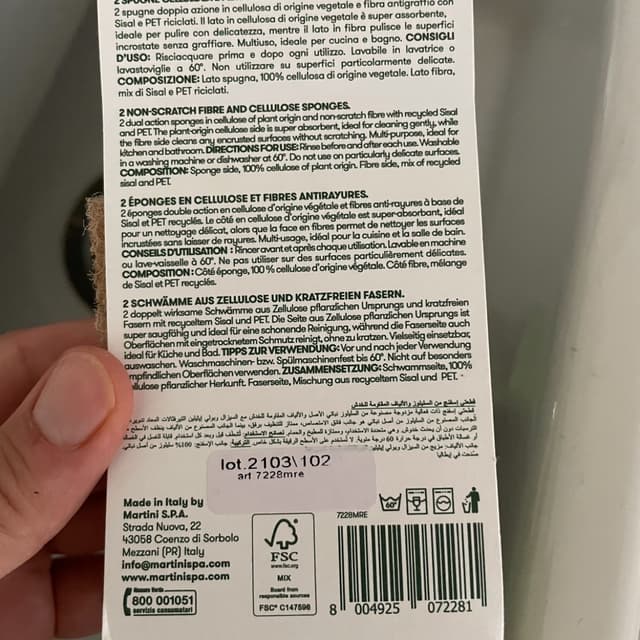 2 spugne doppia azione in cellulosa di origine vegetale e fibra antigraffio con
Sisal e PET riciclati. Il lato in cellulosa di origine vegetale è super assorbente,
ideale per pulire con delicatezza, mentre il lato in fibra pulisce le superfici
incrostate senza graffiare. Multiuso, ideale per cucina e bagno. CONSIGLI
D'USO: Risciacquare prima e dopo ogni utilizzo. Lavabile in lavatrice o
lavastoviglie a 60°. Non utilizzare su superfici particolarmente delicate.
COMPOSIZIONE: Lato spugna, 100% cellulosa di origine vegetale. Lato fibra,
mix di Sisal e PET riciclati.
2 NON-SCRATCH FIBRE AND CELLULOSE SPONGES.
2 dual action sponges in cellulose of plant origin and non-scratch fibre with recycled Sisal
and PET. The plant-origin cellulose side is super absorbent, ideal for cleaning gently, while
the fibre side cleans any encrusted surfaces without scratching. Multi-purpose, ideal for
kitchen and bathroom. DIRECTIONS FOR USE: Rinse before and after each use. Washable
in a washing machine or dishwasher at 60°. Do not use on particularly delicate surfaces.
COMPOSITION: Sponge side, 100% cellulose of plant origin. Fibre side, mix of recycled
sisal and PET.
2 ÉPONGES EN CELLULOSE ET FIBRES ANTIRAYURES.
2 éponges double action en cellulose d'origine végétale et fibres anti-rayures à base de
Sisal et PET recyclés. Le côté en cellulose d'origine végétale est super-absorbant, idéal
pour un nettoyage délicat, alors que la face en fibres permet de nettoyer les surfaces
incrustées sans laisser de rayures. Multi-usage, idéal pour la cuisine et la salle de bain.
CONSEILS D'UTILISATION : Rincer avant et après chaque utilisation. Lavable en machine
ou lave-vaisselle à 60°. Ne pas utiliser sur des surfaces particulièrement délicates.
COMPOSITION : Côté éponge, 100 % cellulose d'origine végétale. Côté fibre, mélange
de Sisal et PET recyclés.
2 SCHWÄMME AUS ZELLULOSE UND KRATZFREIEN FASERN.
2 doppelt wirksame Schwämme aus Zellulose pflanzlichen Ursprungs und kratzfreien
Fasern mit recyceltem Sisal und PET. Die Seite aus Zellulose pflanzlichen Ursprungs ist
super saugfähig und ideal für eine schonende Reinigung, während die Faserseite auch
Oberflächen mit eingetrocknetem Schmutz reinigt, ohne zu kratzen. Vielseitig einsetzbar,
ideal für Küche und Bad. TIPPS ZUR VERWENDUNG: Vor und nach jeder Verwendung
auswaschen. Waschmaschinen- bzw. Spülmaschinenfest bis 60°. Nicht auf besonders
empfindlichen Oberflächen verwenden. ZUSAMMENSETZUNG: Schwammseite, 100%
Zellulose pflanzlicher Herkunft. Faserseite, Mischung aus recyceltem Sisal und PET.
lot.2103\102
art 7228mre
Made in Italy by
Martini S.P.A.
Strada Nuova, 22
43058 Coenzo di Sorbolo
Mezzani (PR) Italy
info@martinispa.com
www.martinispa.com
Numero Verde
800 001051
servizio consumatori
FSC
www.fsc.org
MIX
Board from
responsible sources
FSC® C147596
7228MRE
60°
8 004925 072281